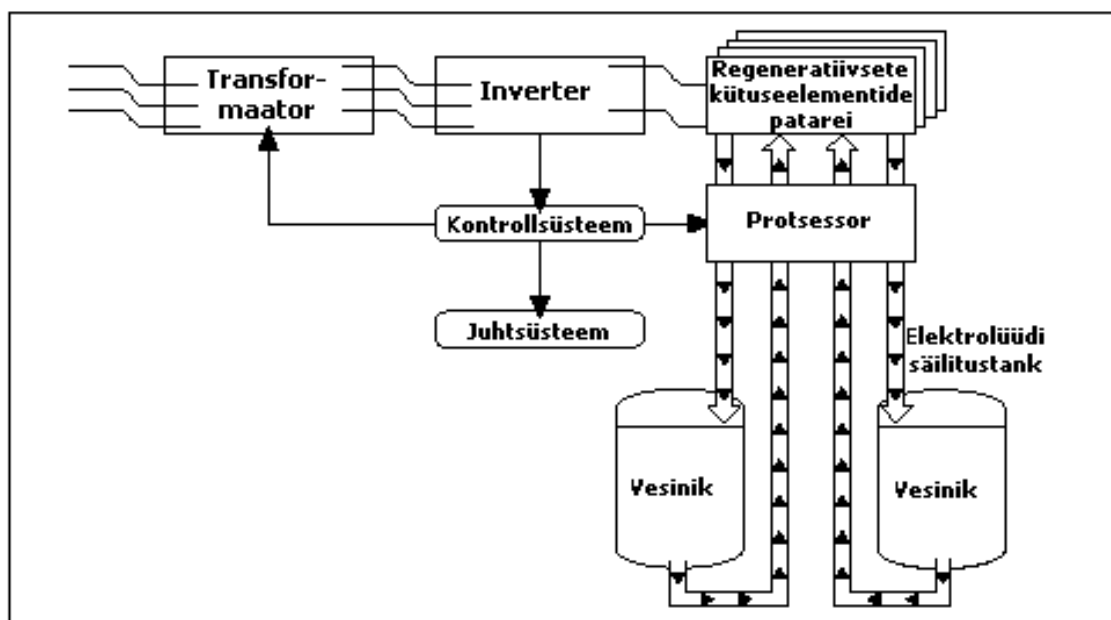 Transfor-
maator
Inverter
Regeneratiivsete
kütuseelementide
patarei
Kontrollsüsteem
Protsessor
Juhtsüsteem
Elektrolüüdi
säilitustank
Vesinik
Vesinik